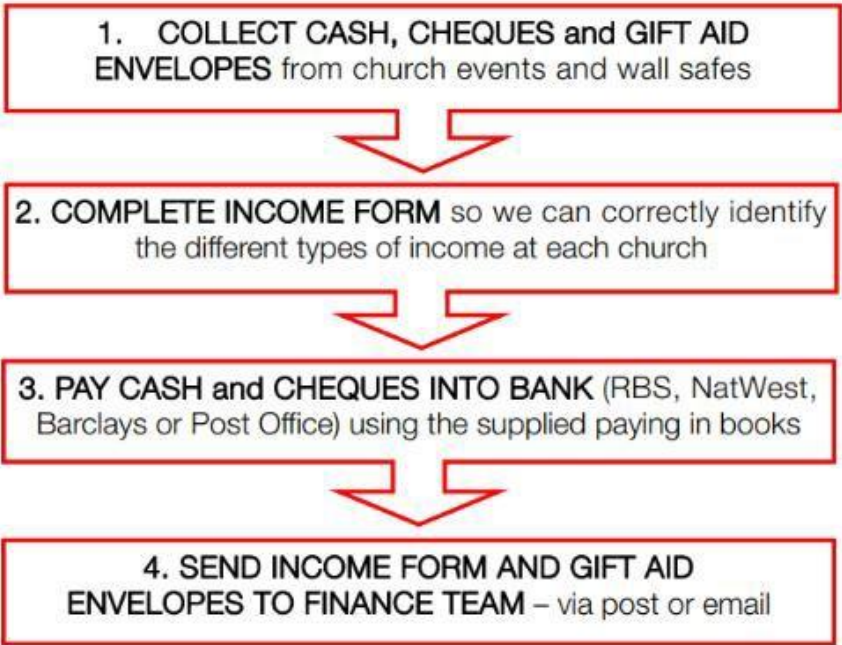 1. COLLECT CASH, CHEQUES and GIFT AID
ENVELOPES from church events and wall safes
2. COMPLETE INCOME FORM so we can correctly identify
the different types of income at each church
3. PAY CASH and CHEQUES INTO BANK (RBS, NatWest,
Barclays or Post Office) using the supplied paying in books
4. SEND INCOME FORM AND GIFT AID
ENVELOPES TO FINANCE TEAM – via post or email